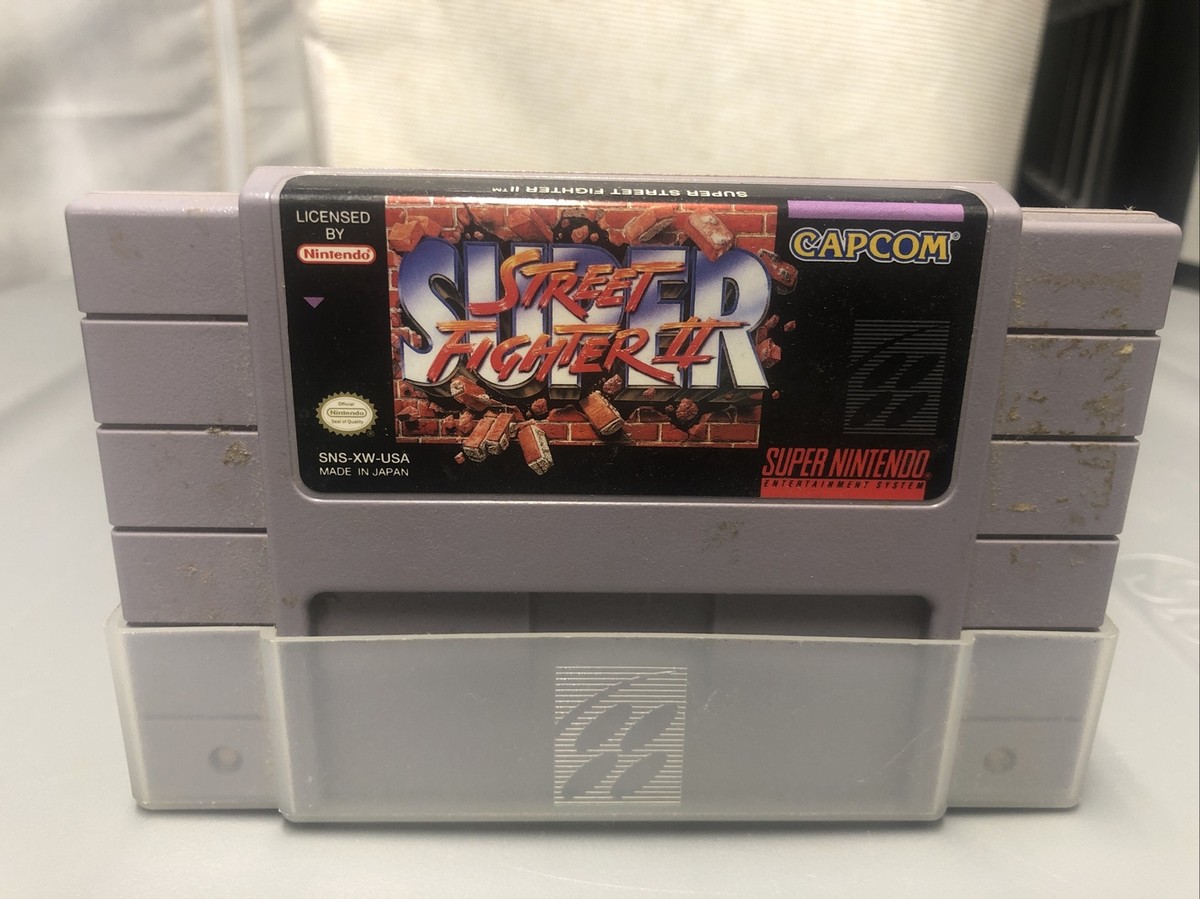 SUPER STREET FIGHTER II™
LICENSED
BY
Nintendo®
SUPER
STREET
FIGHTER II
CAPCOM®
Official
Nintendo
Seal of Quality
SNS-XW-USA
MADE IN JAPAN
SUPER NINTENDO
ENTERTAINMENT SYSTEM